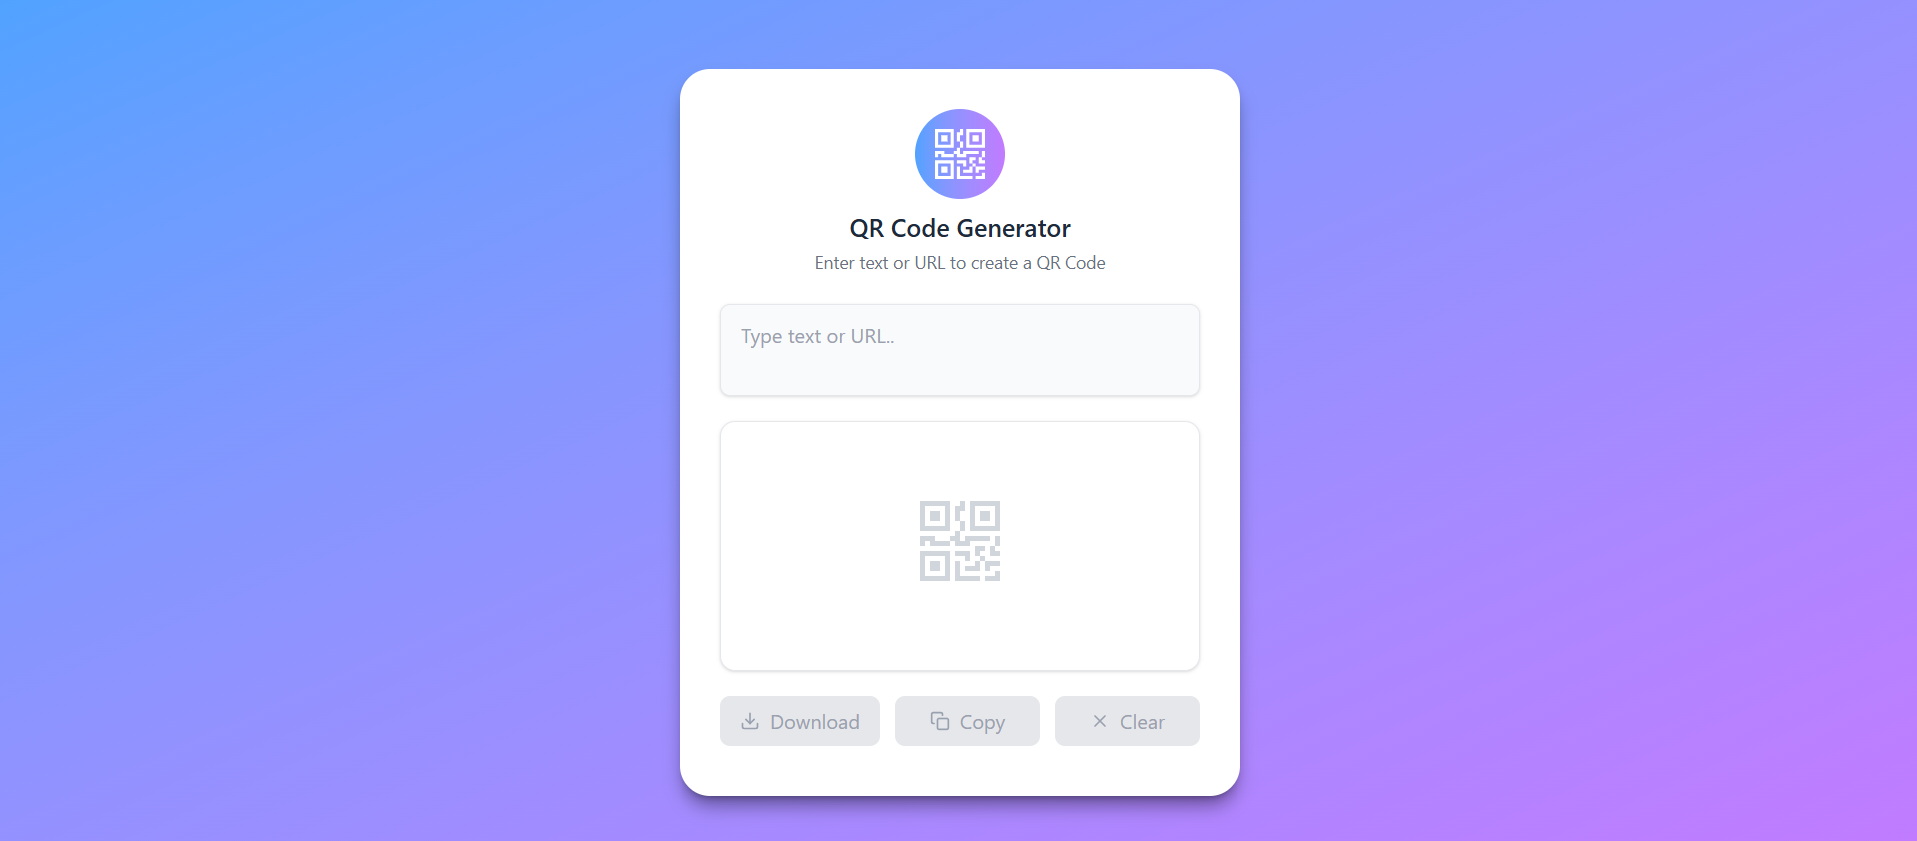 QR Code Generator
Enter text or URL to create a QR Code
Type text or URL..
Download
Copy
Clear